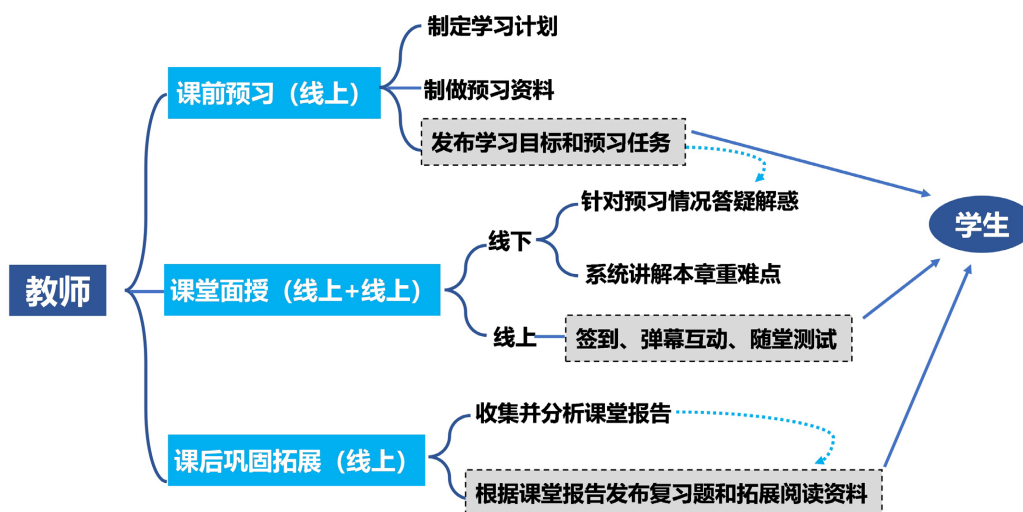 制定学习计划
课前预习（线上）
制做预习资料
发布学习目标和预习任务
针对预习情况答疑解惑
学生
线下
系统讲解本章重难点
教师
课堂面授（线上+线上）
线上
签到、弹幕互动、随堂测试
收集并分析课堂报告
课后巩固拓展（线上）
根据课堂报告发布复习题和拓展阅读资料